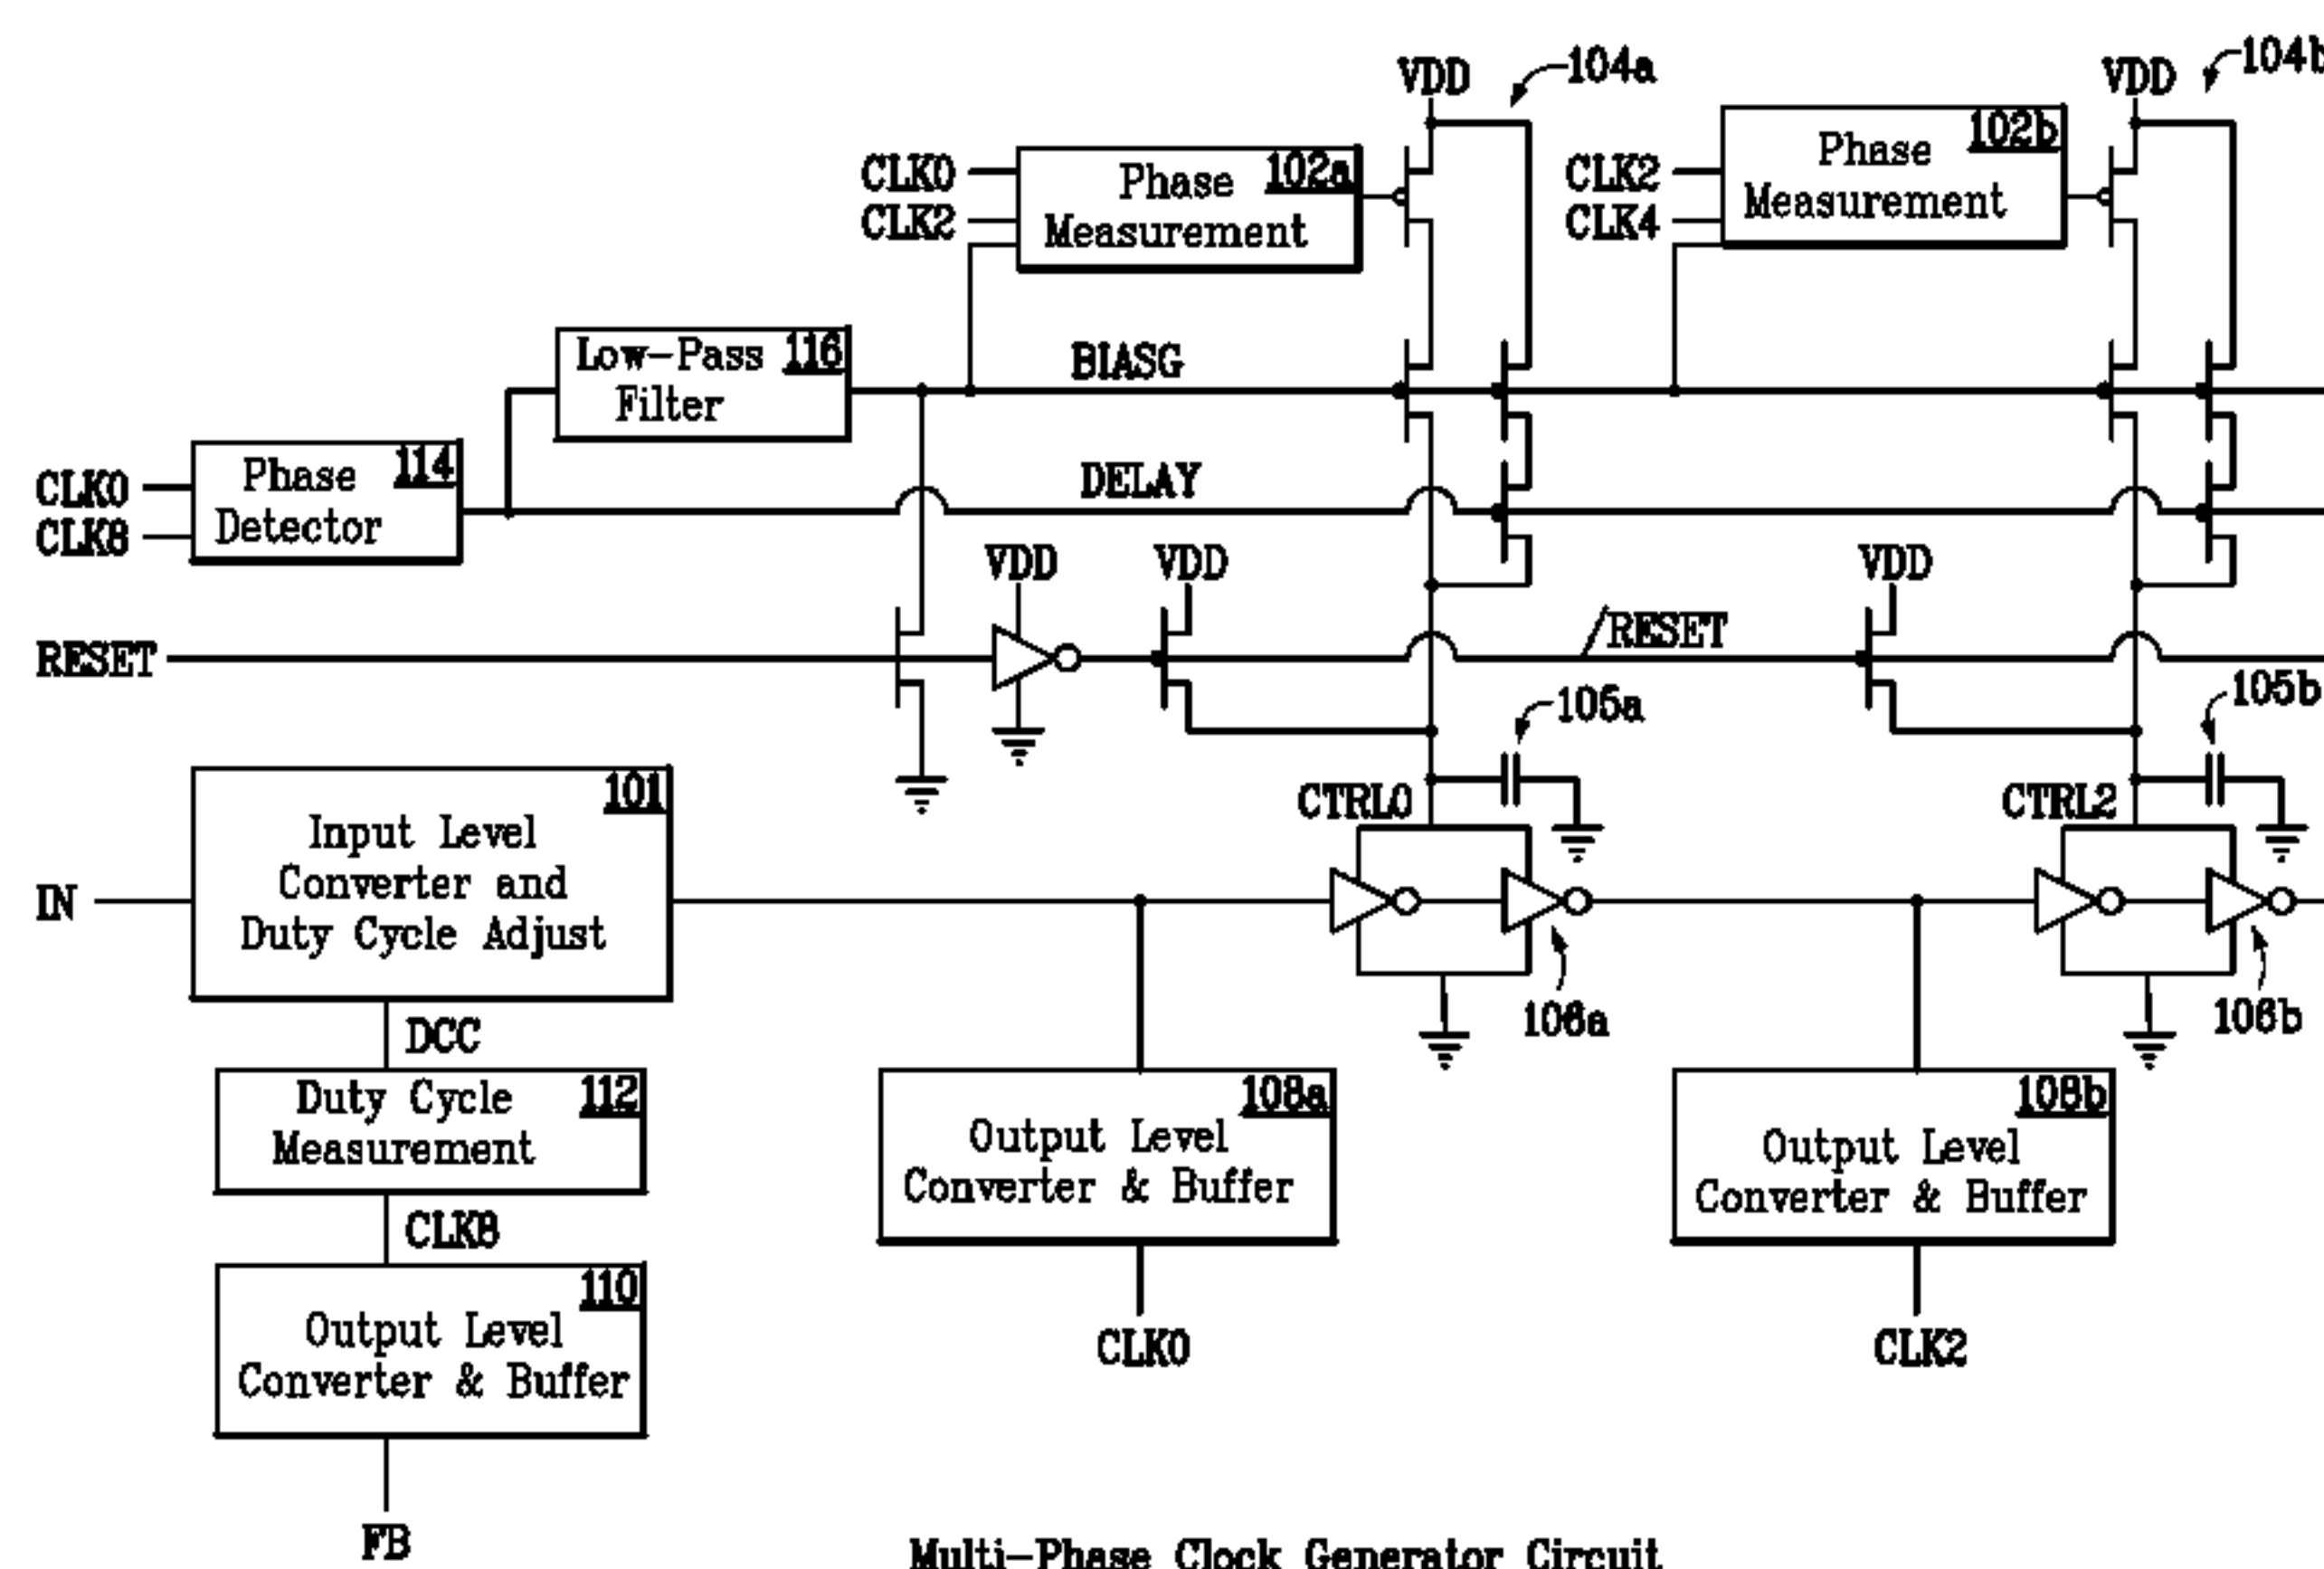 VDD
104a
VDD
104b
CLK0
CLK2
Phase
Measurement
102a
CLK2
CLK4
Phase
Measurement
102b
Low-Pass
Filter
116
BIASG
CLK0
CLK8
Phase
Detector
114
DELAY
VDD
VDD
VDD
RESET
/RESET
105a
105b
101
Input Level
Converter and
Duty Cycle Adjust
IN
CTRL0
CTRL2
106a
106b
DCC
Duty Cycle
Measurement
112
108a
Output Level
Converter & Buffer
108b
Output Level
Converter & Buffer
CLK8
110
Output Level
Converter & Buffer
CLK0
CLK2
FB
Multi-Phase Clock Generator Circuit